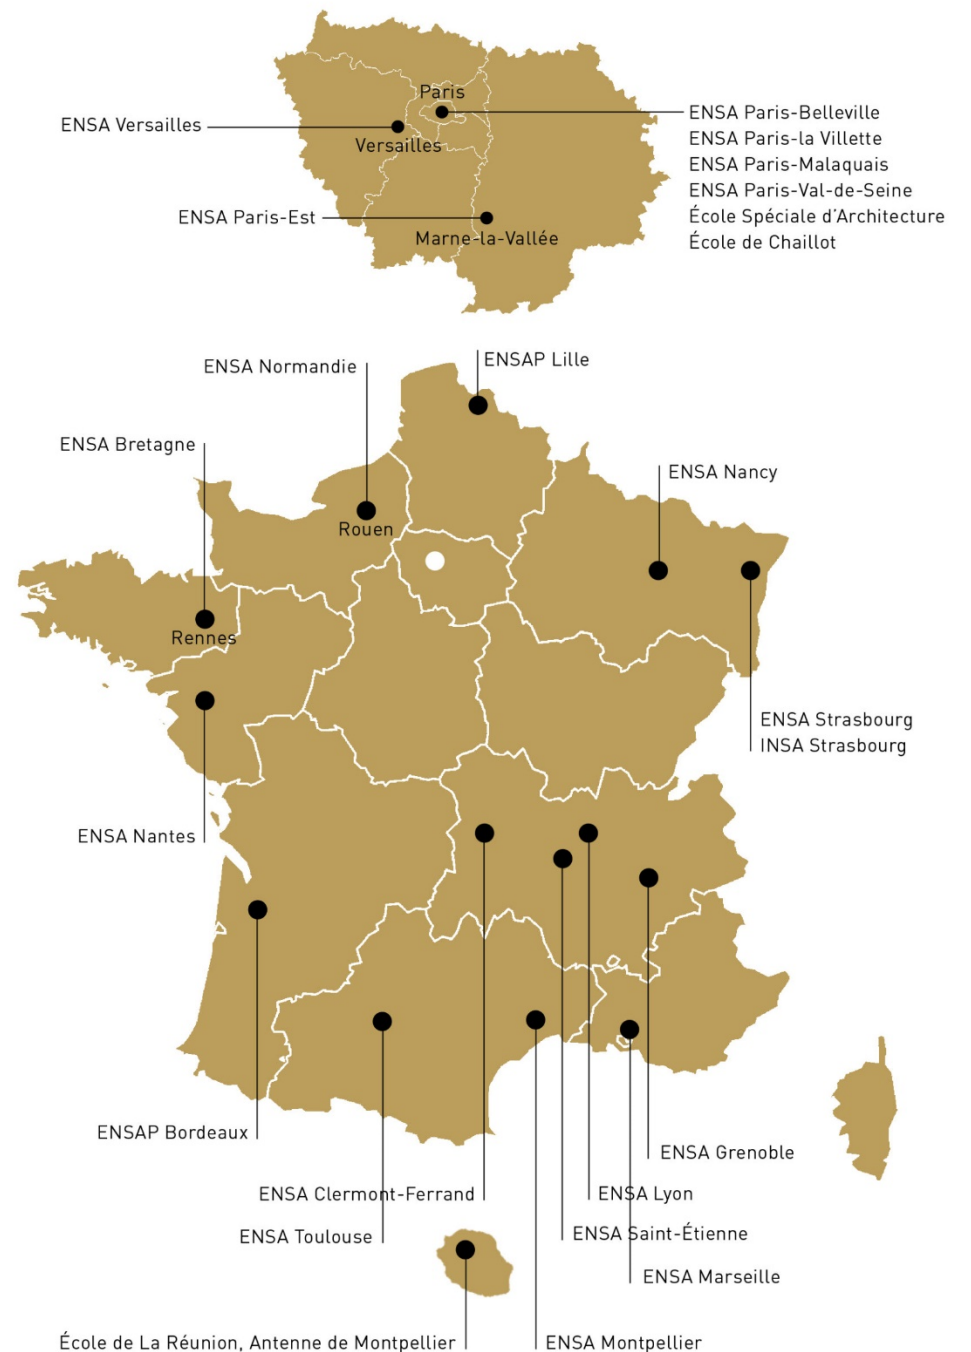 Paris
ENSA Versailles
Versailles
ENSA Paris-Belleville
ENSA Paris-la Villette
ENSA Paris-Malaquais
ENSA Paris-Val-de-Seine
École Spéciale d’Architecture
École de Chaillot
ENSA Paris-Est
Marne-la-Vallée
ENSA Normandie
ENSAP Lille
ENSA Bretagne
ENSA Nancy
Rouen
Rennes
ENSA Strasbourg
INSA Strasbourg
ENSA Nantes
ENSAP Bordeaux
ENSA Grenoble
ENSA Clermont-Ferrand
ENSA Lyon
ENSA Toulouse
ENSA Saint-Étienne
ENSA Marseille
École de La Réunion, Antenne de Montpellier
ENSA Montpellier